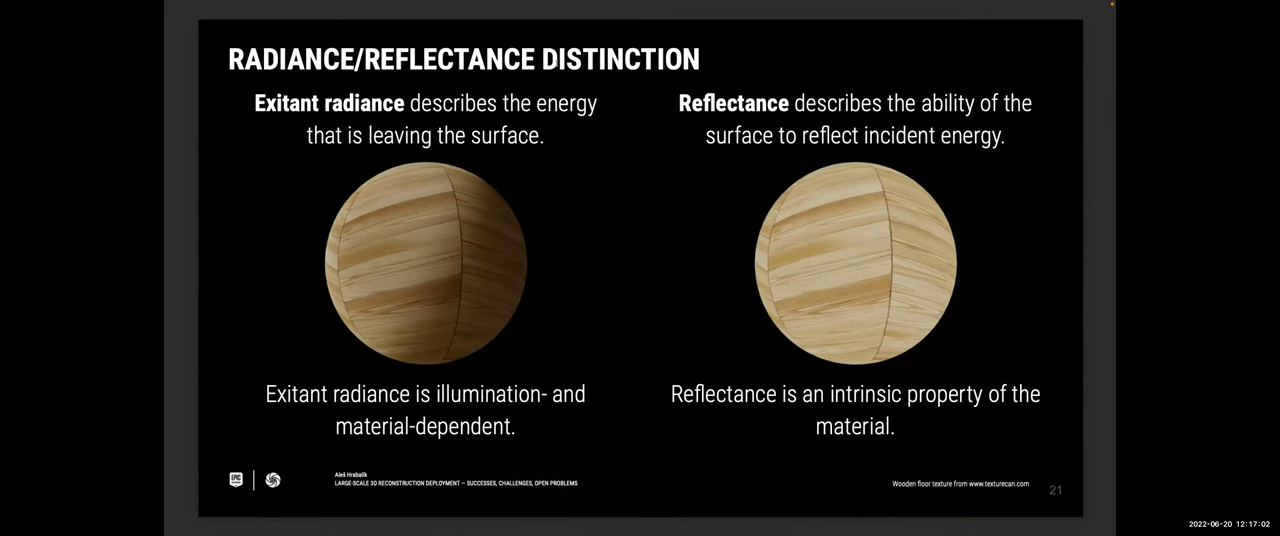 RADIANCE/REFLECTANCE DISTINCTION
Exitant radiance describes the energy
that is leaving the surface.
Reflectance describes the ability of the
surface to reflect incident energy.
Exitant radiance is illumination- and
material-dependent.
Reflectance is an intrinsic property of the
material.
EPIC
Aleš Hrabalík
LARGE-SCALE 3D RECONSTRUCTION DEPLOYMENT – SUCCESSES, CHALLENGES, OPEN PROBLEMS
Wooden floor texture from www.texturecan.com
21
2022-06-20 12:17:02